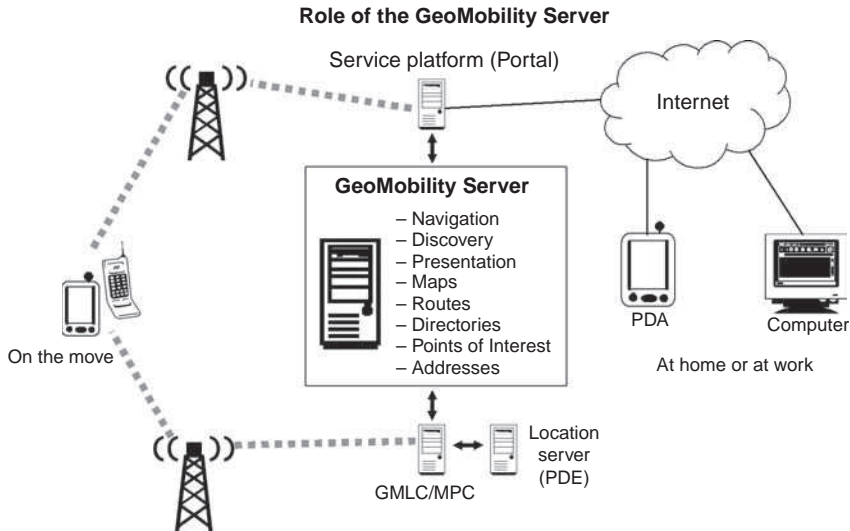 Role of the GeoMobility Server
Service platform (Portal)
Internet
GeoMobility Server
– Navigation
– Discovery
– Presentation
– Maps
– Routes
– Directories
– Points of Interest
– Addresses
On the move
PDA
Computer
At home or at work
Location
server
(PDE)
GMLC/MPC